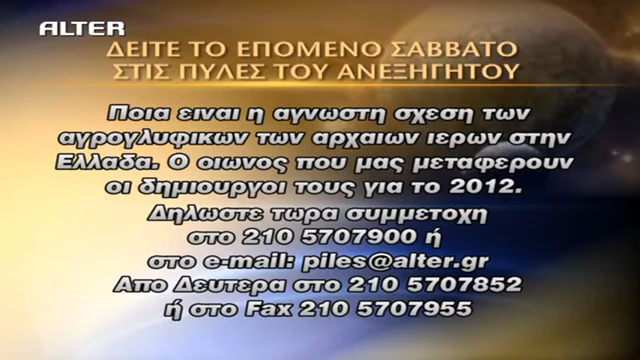 ALTER
ΔΕΙΤΕ ΤΟ ΕΠΟΜΕΝΟ ΣΑΒΒΑΤΟ
ΣΤΙΣ ΠΥΛΕΣ ΤΟΥ ΑΝΕΞΗΓΗΤΟΥ
Ποια ειναι η αγνωστη σχεση των
αγρογλυφικων των αρχαιων ιερων στην
Ελλαδα. Ο οιωνος που μας μεταφερουν
οι δημιουργοι τους για το 2012.
Δηλωστε τωρα συμμετοχη
στο 210 5707900 ή
στο e-mail: piles@alter.gr
Απο Δευτερα στο 210 5707852
ή στο Fax 210 5707955